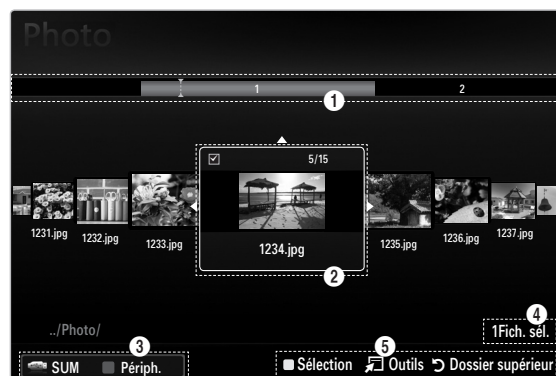 Photo
1 2
1
5/15
1231.jpg 1232.jpg 1233.jpg 1234.jpg 1235.jpg 1236.jpg 1237.jpg
2
4
../Photo/ 1Fich. sél.
3 5
SUM Périph. Sélection Outils Dossier supérieur